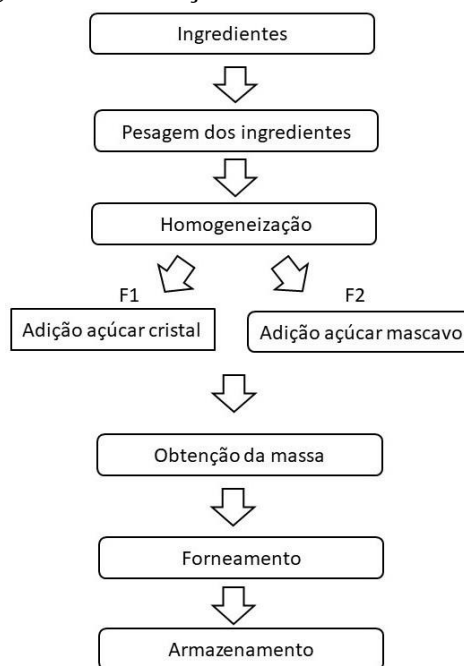 Ingredientes
Pesagem dos ingredientes
Homogeneização
F1
F2
Adição açúcar cristal
Adição açúcar mascavo
Obtenção da massa
Forneamento
Armazenamento